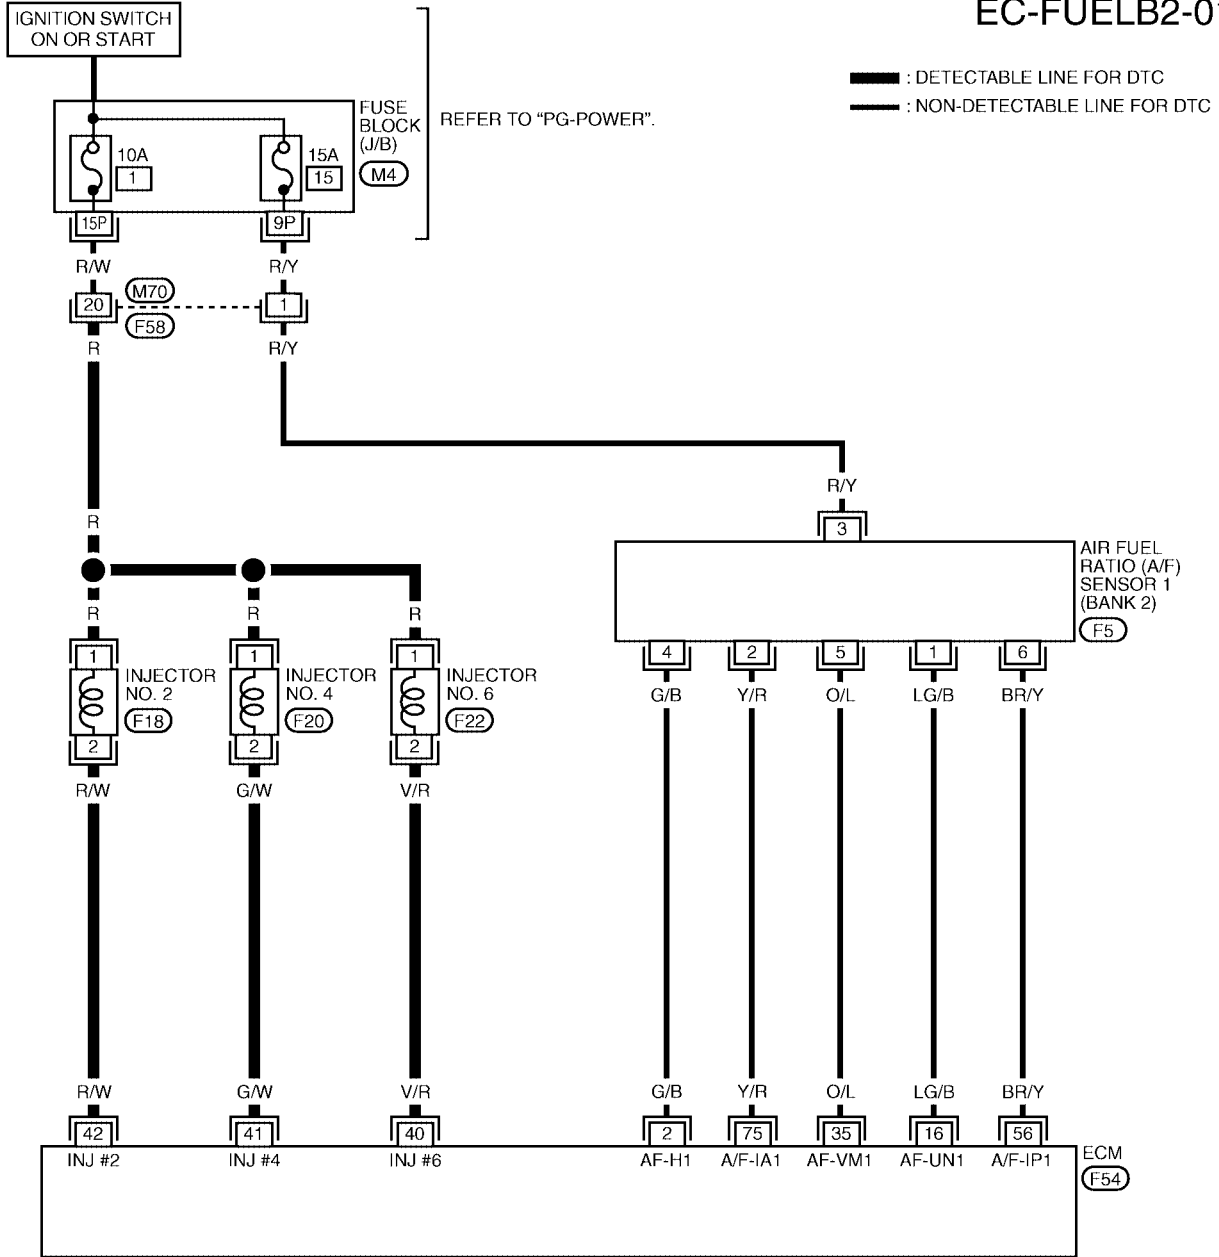 EC-FUELB2-01
IGNITION SWITCH
ON OR START
: DETECTABLE LINE FOR DTC
: NON-DETECTABLE LINE FOR DTC
FUSE
BLOCK
(J/B)
M4
REFER TO “PG-POWER”.
10A
1
15A
15
15P
9P
R/W
R/Y
20
M70
F58
1
R
R/Y
R
R/Y
3
AIR FUEL
RATIO (A/F)
SENSOR 1
(BANK 2)
F5
R
R
R
1
INJECTOR
NO. 2
F18
2
1
INJECTOR
NO. 4
F20
2
1
INJECTOR
NO. 6
F22
2
4
2
5
1
6
G/B
Y/R
O/L
LG/B
BR/Y
R/W
G/W
V/R
R/W
G/W
V/R
G/B
Y/R
O/L
LG/B
BR/Y
42
41
40
2
75
35
16
56
INJ #2
INJ #4
INJ #6
AF-H1
A/F-IA1
AF-VM1
AF-UN1
A/F-IP1
ECM
F54